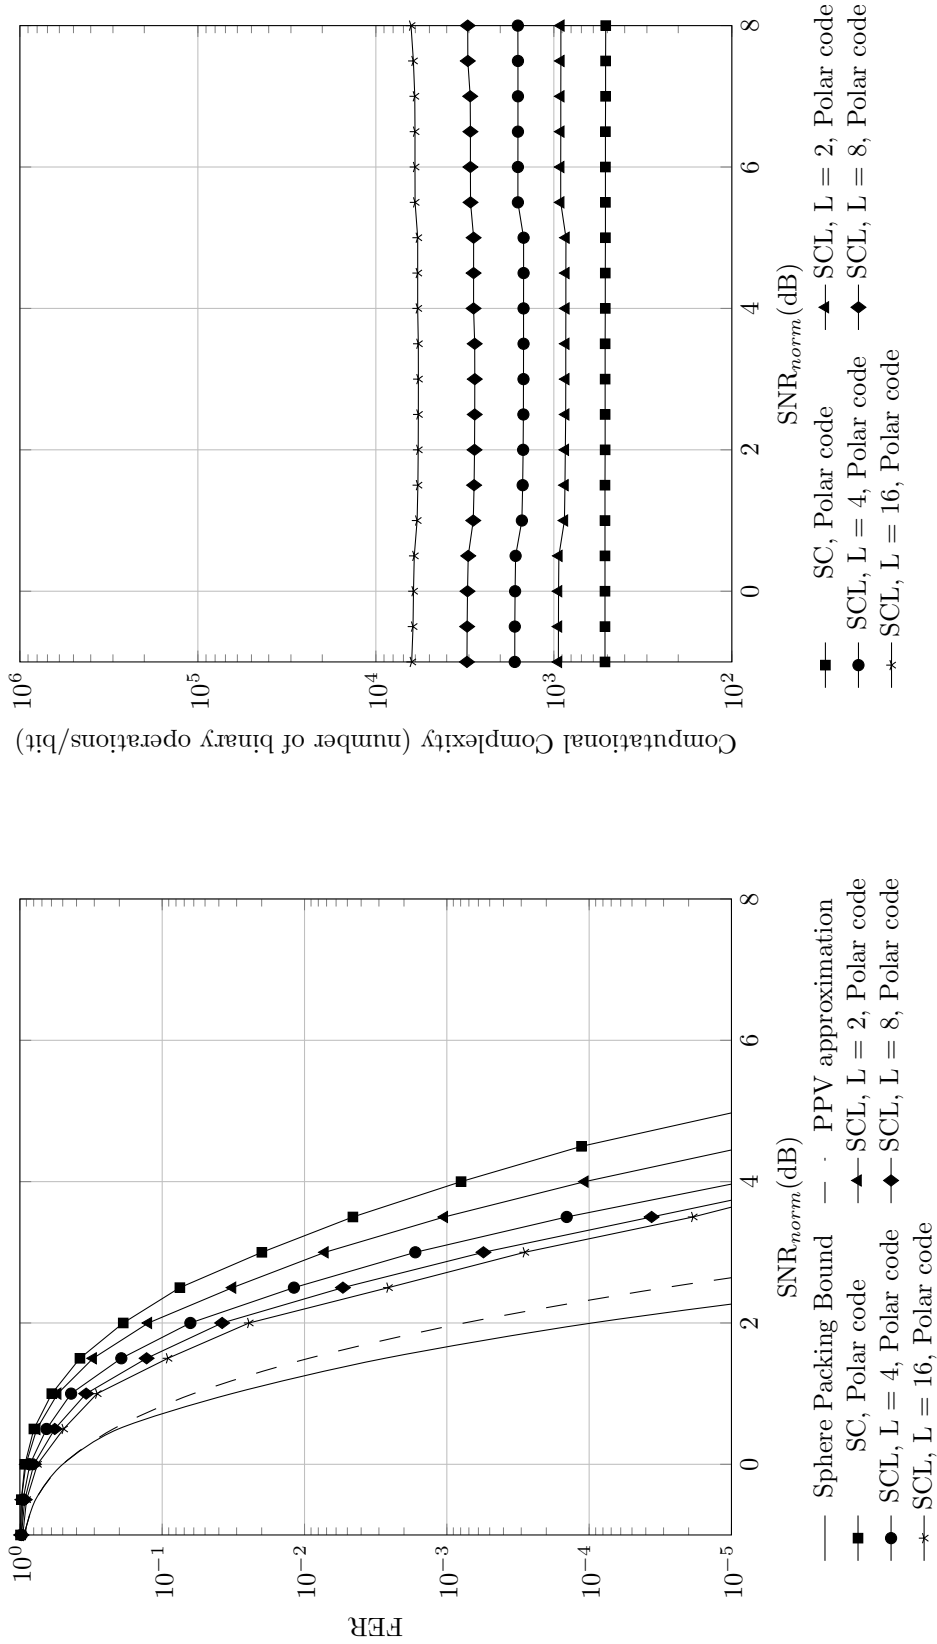 10^0
10^−1
10^−2
10^−3
10^−4
10^−5
FER
0
2
4
6
8
SNR_norm(dB)
Sphere Packing Bound
PPV approximation
SC, Polar code
SCL, L = 2, Polar code
SCL, L = 4, Polar code
SCL, L = 8, Polar code
SCL, L = 16, Polar code
10^6
10^5
10^4
10^3
10^2
Computational Complexity (number of binary operations/bit)
0
2
4
6
8
SNR_norm(dB)
SC, Polar code
SCL, L = 2, Polar code
SCL, L = 4, Polar code
SCL, L = 8, Polar code
SCL, L = 16, Polar code